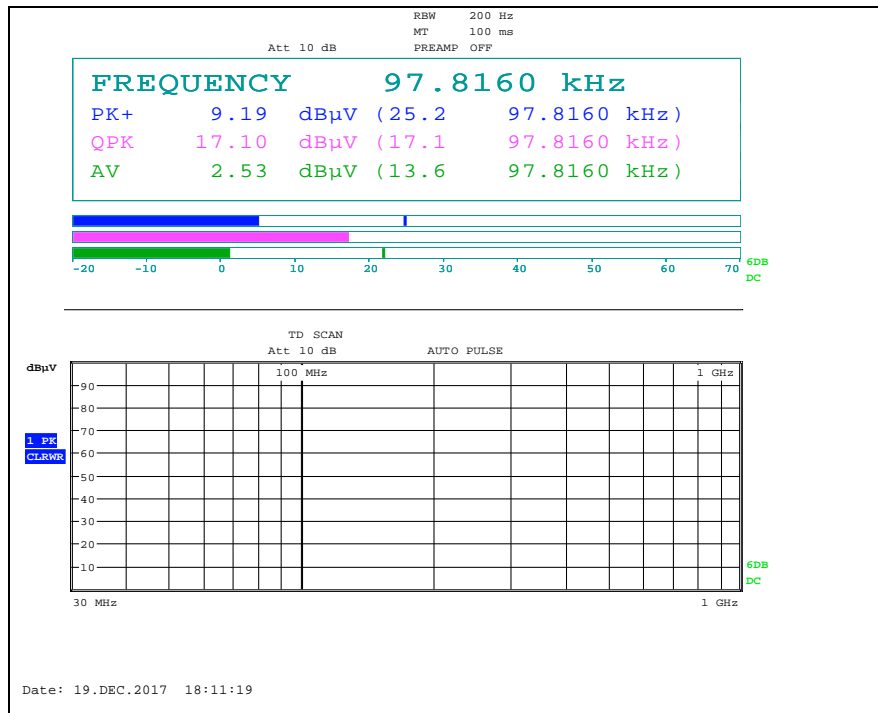 RBW 200 Hz
MT 100 ms
Att 10 dB PREAMP OFF
FREQUENCY 97.8160 kHz
PK+ 9.19 dBµV (25.2 97.8160 kHz)
QPK 17.10 dBµV (17.1 97.8160 kHz)
AV 2.53 dBµV (13.6 97.8160 kHz)
-20 -10 0 10 20 30 40 50 60 70
6DB
DC
TD SCAN
Att 10 dB AUTO PULSE
dBµV
100 MHz 1 GHz
90
80
70
1 PK
CLRWR
60
50
40
30
20
10
6DB
DC
30 MHz 1 GHz
Date: 19.DEC.2017 18:11:19